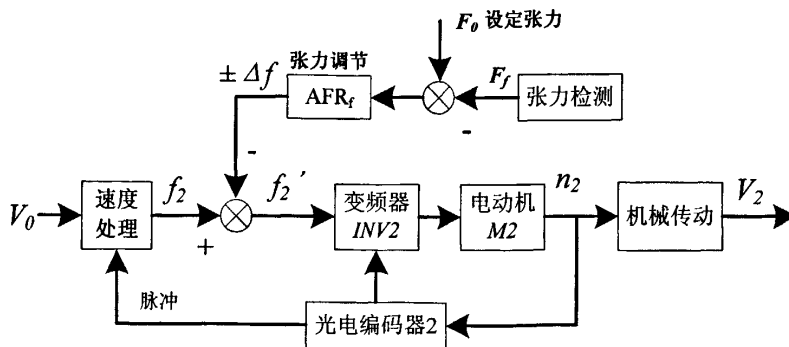 F₀ 设定张力
张力调节
± Δf
AFRf
Ff
张力检测
-
-
V₀
速度
处理
f₂
+
f₂'
变频器
INV2
电动机
M2
n₂
机械传动
V₂
脉冲
光电编码器2